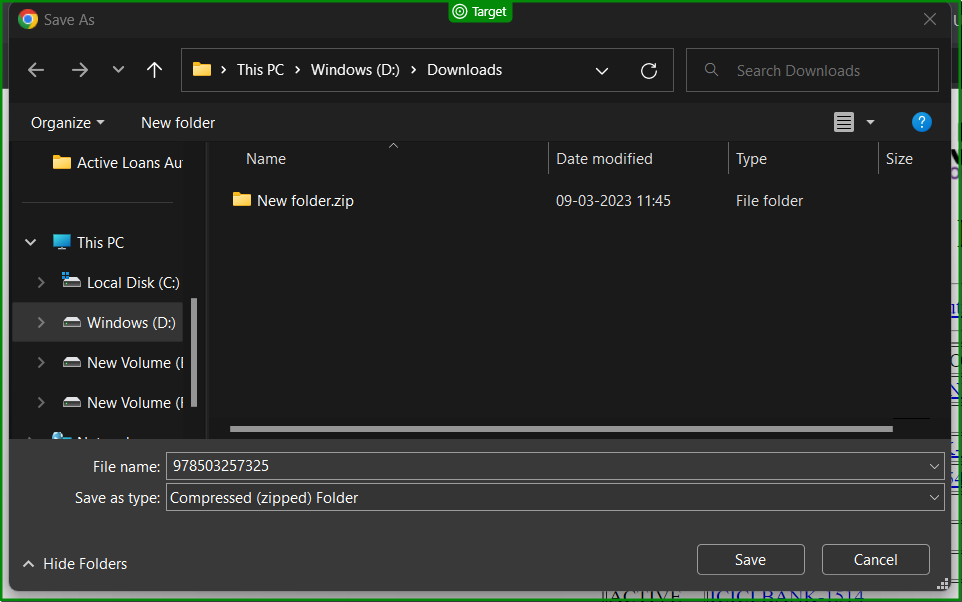 Target
Save As
This PC
Windows (D:)
Downloads
Search Downloads
Organize
New folder
?
Active Loans Au
Name
Date modified
Type
Size
New folder.zip
09-03-2023 11:45
File folder
This PC
Local Disk (C:)
Windows (D:)
New Volume (
New Volume (
File name:
978503257325
Save as type:
Compressed (zipped) Folder
Hide Folders
Save
Cancel
ACTIVE
ICICI BANK-1514